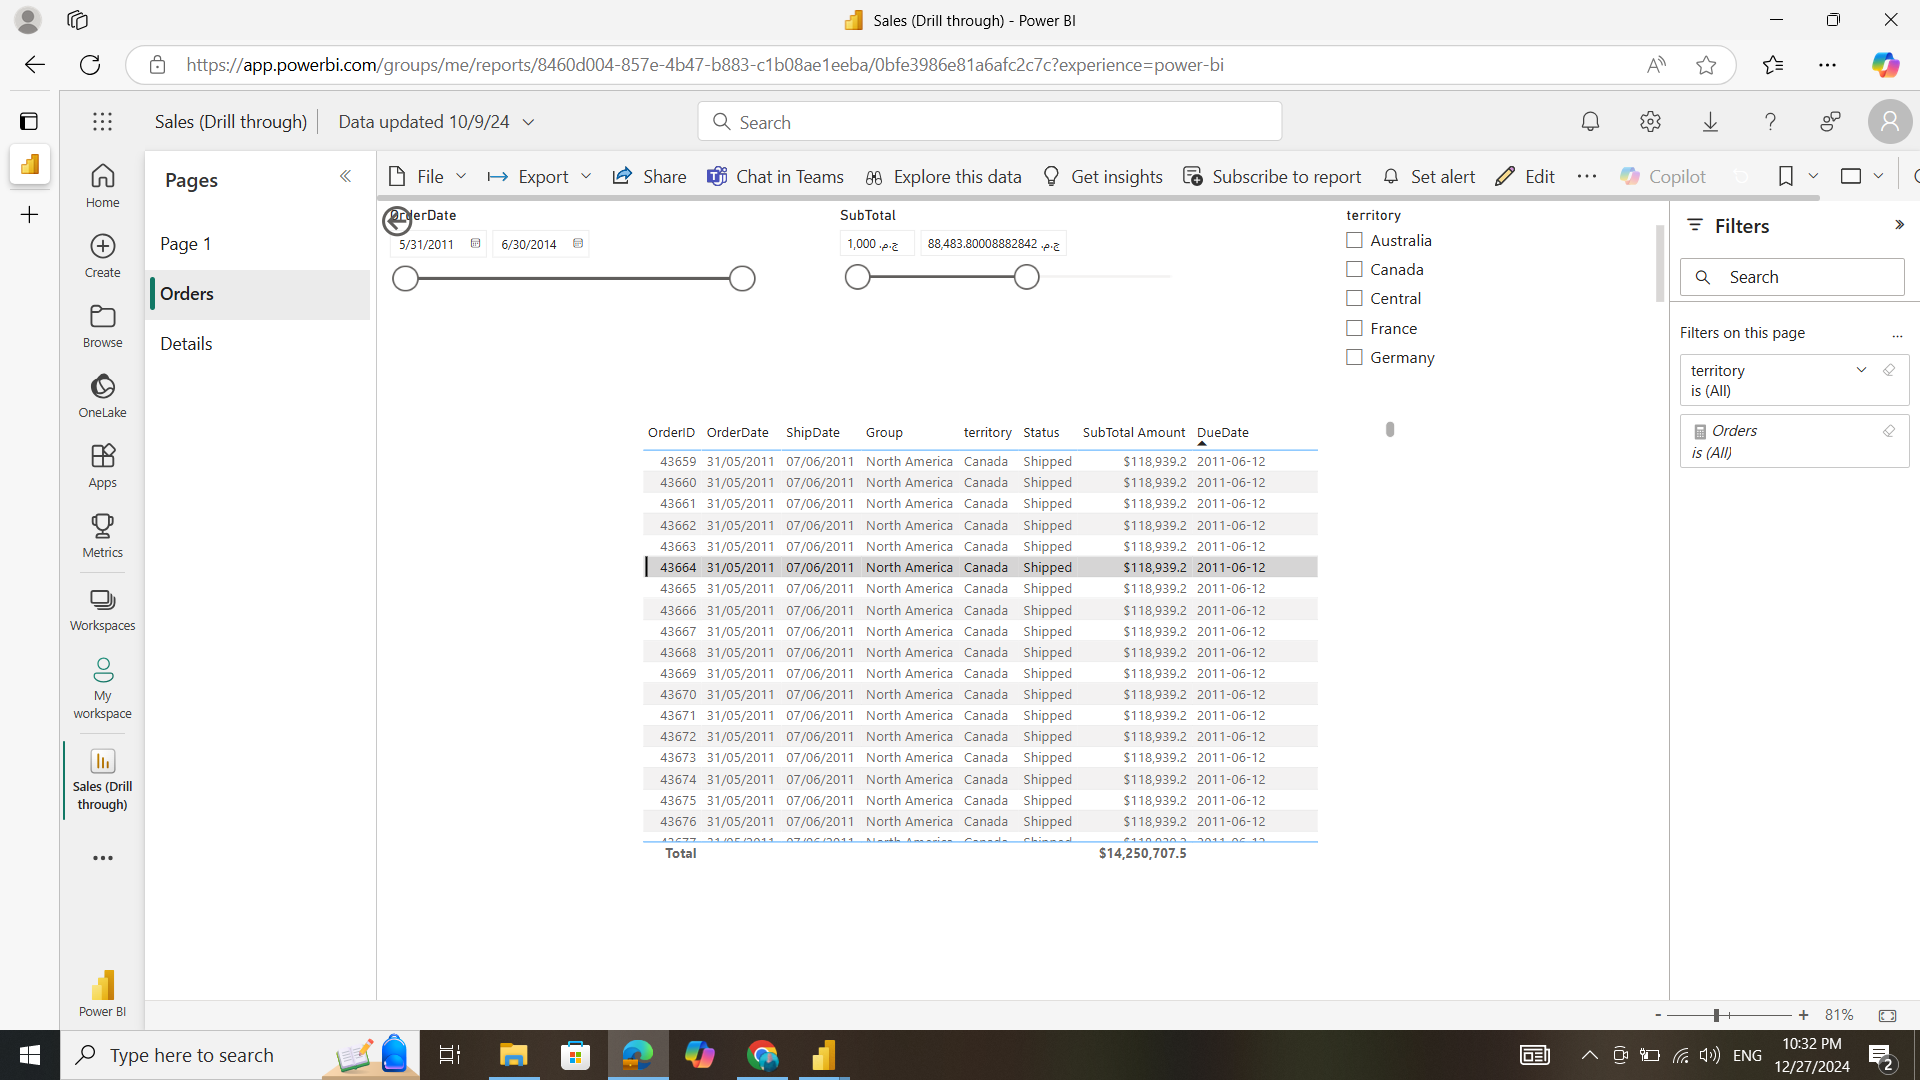 Sales (Drill through) - Power BI
https://app.powerbi.com/groups/me/reports/8460d004-857e-4b47-b883-c1b08ae1eeba/0bfe3986e81a6afc2c7c?experience=power-bi
Sales (Drill through) Data updated 10/9/24
Search
Home
Create
Browse
OneLake
Apps
Metrics
Workspaces
My
workspace
Sales (Drill
through)
Power BI
Pages
Page 1
Orders
Details
File Export Share Chat in Teams Explore this data Get insights Subscribe to report Set alert Edit Copilot
OrderDate
5/31/2011 6/30/2014
SubTotal
ج.م.‏ 1,000 ج.م.‏ 88,483.80008882842
territory
Australia
Canada
Central
France
Germany
OrderID OrderDate ShipDate Group territory Status SubTotal Amount DueDate
43659 31/05/2011 07/06/2011 North America Canada Shipped $118,939.2 2011-06-12
43660 31/05/2011 07/06/2011 North America Canada Shipped $118,939.2 2011-06-12
43661 31/05/2011 07/06/2011 North America Canada Shipped $118,939.2 2011-06-12
43662 31/05/2011 07/06/2011 North America Canada Shipped $118,939.2 2011-06-12
43663 31/05/2011 07/06/2011 North America Canada Shipped $118,939.2 2011-06-12
43664 31/05/2011 07/06/2011 North America Canada Shipped $118,939.2 2011-06-12
43665 31/05/2011 07/06/2011 North America Canada Shipped $118,939.2 2011-06-12
43666 31/05/2011 07/06/2011 North America Canada Shipped $118,939.2 2011-06-12
43667 31/05/2011 07/06/2011 North America Canada Shipped $118,939.2 2011-06-12
43668 31/05/2011 07/06/2011 North America Canada Shipped $118,939.2 2011-06-12
43669 31/05/2011 07/06/2011 North America Canada Shipped $118,939.2 2011-06-12
43670 31/05/2011 07/06/2011 North America Canada Shipped $118,939.2 2011-06-12
43671 31/05/2011 07/06/2011 North America Canada Shipped $118,939.2 2011-06-12
43672 31/05/2011 07/06/2011 North America Canada Shipped $118,939.2 2011-06-12
43673 31/05/2011 07/06/2011 North America Canada Shipped $118,939.2 2011-06-12
43674 31/05/2011 07/06/2011 North America Canada Shipped $118,939.2 2011-06-12
43675 31/05/2011 07/06/2011 North America Canada Shipped $118,939.2 2011-06-12
43676 31/05/2011 07/06/2011 North America Canada Shipped $118,939.2 2011-06-12
Total $14,250,707.5
Filters
Search
Filters on this page
territory
is (All)
Orders
is (All)
81%
Type here to search
ENG
10:32 PM
12/27/2024
2